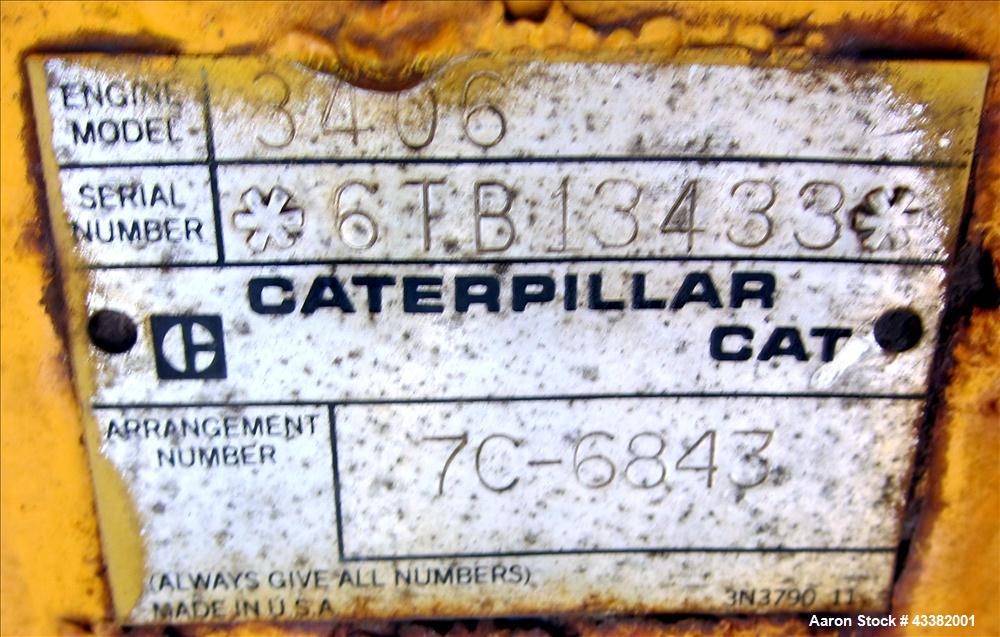 ENGINE MODEL 3406
SERIAL NUMBER *6TB13433*
CATERPILLAR
CAT
ARRANGEMENT NUMBER 7C-6843
(ALWAYS GIVE ALL NUMBERS)
MADE IN U.S.A.
3N3790 11
Aaron Stock # 43382001